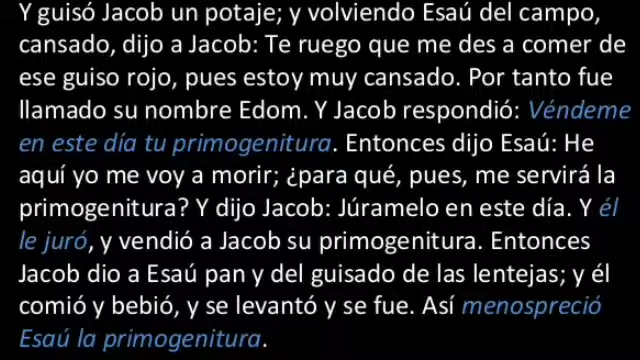 Y guisó Jacob un potaje; y volviendo Esaú del campo,
cansado, dijo a Jacob: Te ruego que me des a comer de
ese guiso rojo, pues estoy muy cansado. Por tanto fue
llamado su nombre Edom. Y Jacob respondió: Véndeme
en este día tu primogenitura. Entonces dijo Esaú: He
aquí yo me voy a morir; ¿para qué, pues, me servirá la
primogenitura? Y dijo Jacob: Júramelo en este día. Y él
le juró, y vendió a Jacob su primogenitura. Entonces
Jacob dio a Esaú pan y del guisado de las lentejas; y él
comió y bebió, y se levantó y se fue. Así menospreció
Esaú la primogenitura.